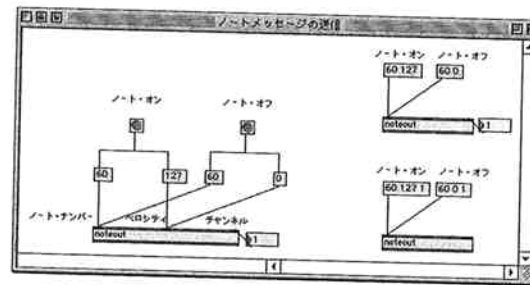 ノートメッセージの送信
ノート・オン ノート・オフ
60 127 60 0
noteout 1
ノート・オン ノート・オフ
60 127 60 0
ノート・ナンバー ベロシティ チャンネル
noteout 1
ノート・オン ノート・オフ
60 127 1 60 0 1
noteout